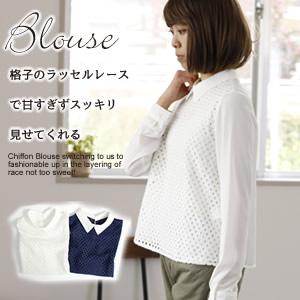 Blouse
格子のラッセルレース
で甘すぎずスッキリ
見せてくれる
Chiffon Blouse switching to us to
fashionable up in the layering of
race not too sweet!